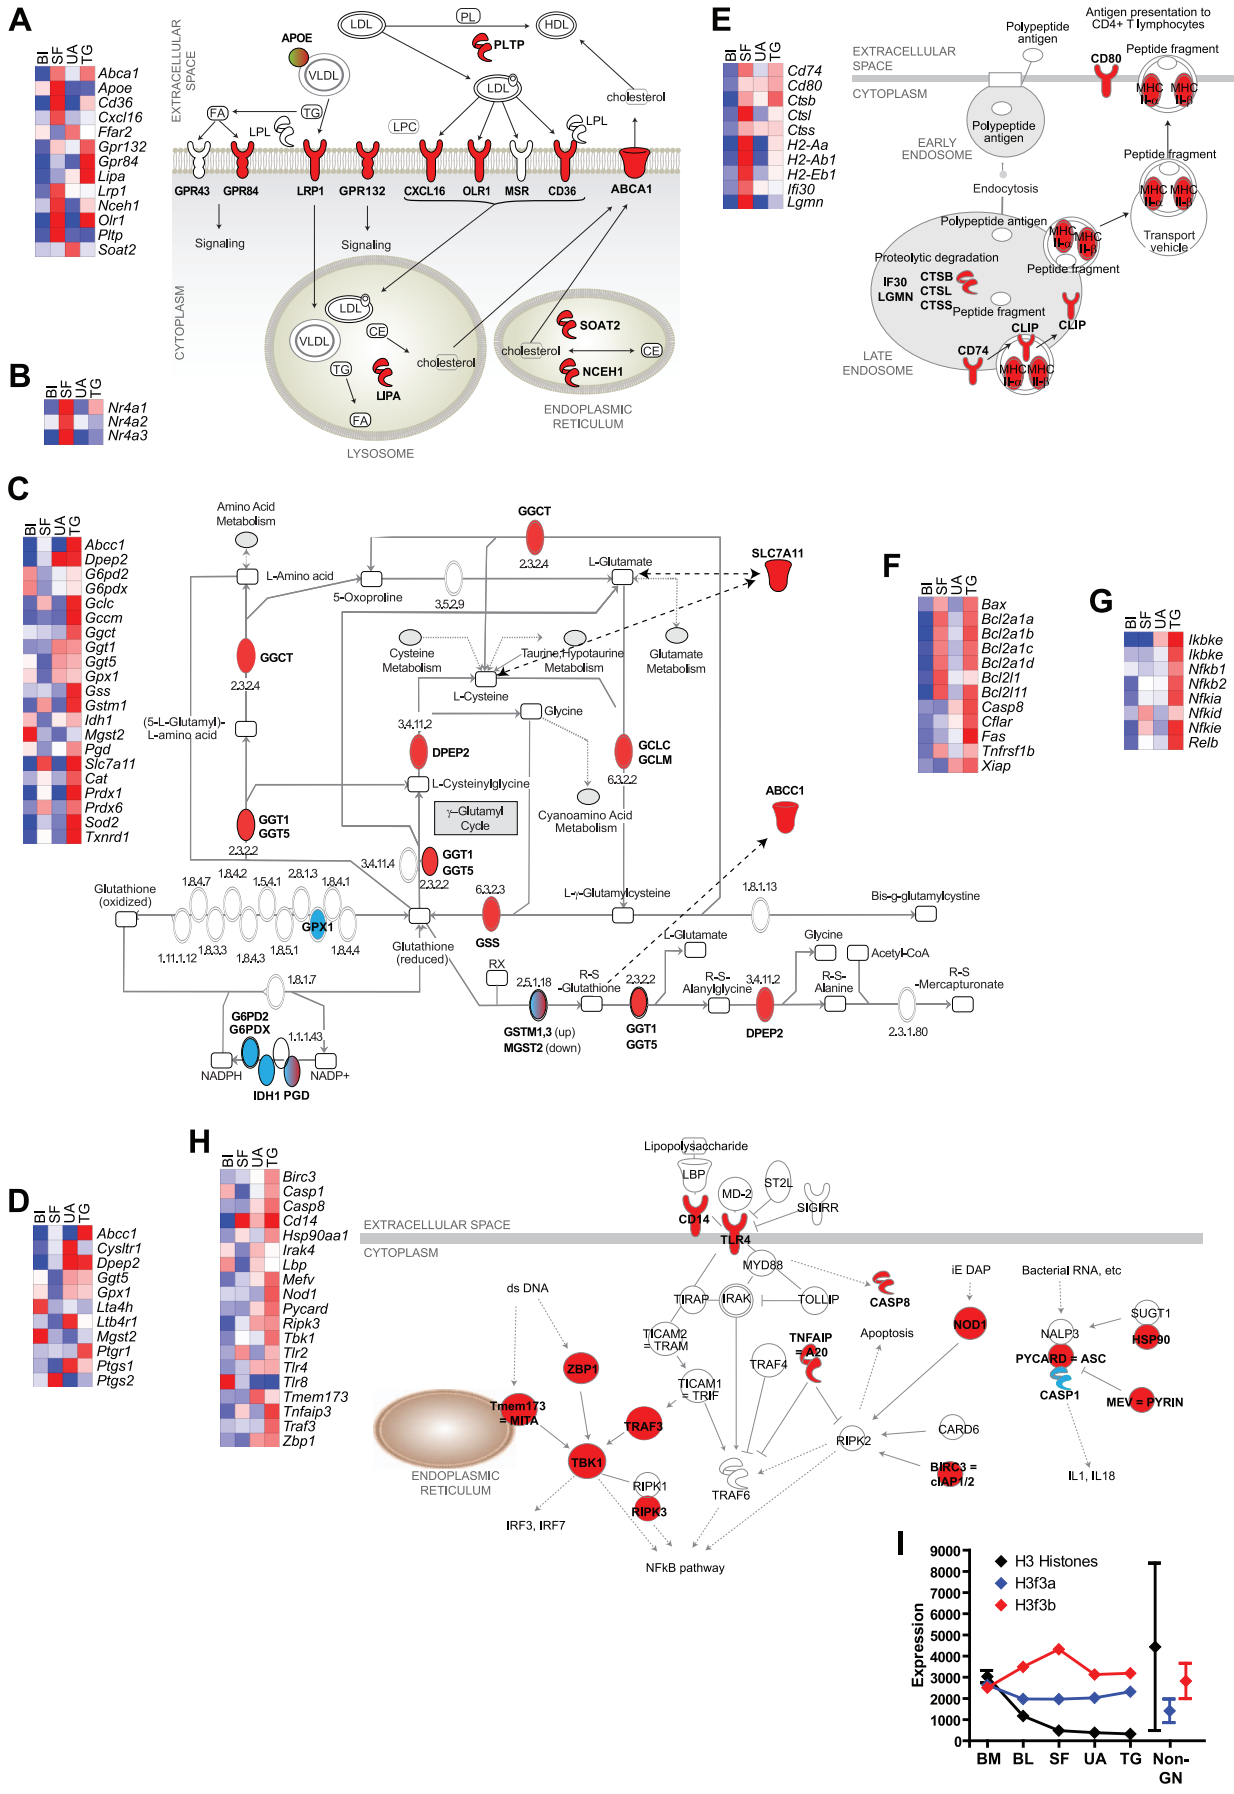 A
BI SF UA TG
Abca1
Apoe
Cd36
Cxcl16
Ffar2
Gpr132
Gpr84
Lipa
Lrp1
Nceh1
Olr1
Pltp
Soat2
EXTRACELLULAR SPACE
CYTOPLASM
LDL
PL
HDL
APOE
PLTP
VLDL
LDL
cholesterol
FA
TG
LPL
LPC
LPL
GPR43
GPR84
LRP1
GPR132
CXCL16
OLR1
MSR
CD36
ABCA1
Signaling
Signaling
LDL
VLDL
CE
TG
cholesterol
LIPA
FA
LYSOSOME
SOAT2
cholesterol
CE
NCEH1
ENDOPLASMIC
RETICULUM
B
BI SF UA TG
Nr4a1
Nr4a2
Nr4a3
E
BI SF UA TG
Cd74
Cd80
Ctsb
Ctsl
Ctss
H2-Aa
H2-Ab1
H2-Eb1
Ifi30
Lgmn
Antigen presentation to
CD4+ T lymphocytes
Polypeptide
antigen
EXTRACELLULAR
SPACE
CD80
Peptide fragment
CYTOPLASM
MHC II-α
MHC II-β
Polypeptide
antigen
EARLY
ENDOSOME
Peptide fragment
MHC II-α
MHC II-β
Endocytosis
Polypeptide antigen
MHC II-α
MHC II-β
Transport
vehicle
Proteolytic degradation
Peptide fragment
IF30
LGMN
CTSB
CTSL
CTSS
Peptide fragment
CLIP
CLIP
CD74
LATE
ENDOSOME
MHC II-α
MHC II-β
C
BI SF UA TG
Abcc1
Dpep2
G6pd2
G6pdx
Gclc
Gccm
Ggct
Ggt1
Ggt5
Gpx1
Gss
Gstm1
Idh1
Mgst2
Pgd
Slc7a11
Cat
Prdx1
Prdx6
Sod2
Txnrd1
Amino Acid
Metabolism
GGCT
2.3.2.4
L-Glutamate
SLC7A11
L-Amino acid
5-Oxoproline
3.5.2.9
GGCT
2.3.2.4
Cysteine
Metabolism
Taurine, Hypotaurine
Metabolism
Glutamate
Metabolism
L-Cysteine
(5-L-Glutamyl)-
L-amino acid
3.4.11.2
Glycine
DPEP2
GCLC
GCLM
6.3.2.2
L-Cysteinylglycine
γ-Glutamyl
Cycle
Cyanoamino Acid
Metabolism
ABCC1
GGT1
GGT5
2.3.2.2
3.4.11.4
GGT1
GGT5
2.3.2.2
Glutathione
(oxidized)
1.8.4.7
1.8.4.2
1.5.4.1
2.8.1.3
1.8.4.1
GPX1
1.11.1.12
1.8.3.3
1.8.4.3
1.8.5.1
1.8.4.4
Glutathione
(reduced)
6.3.2.3
GSS
L-γ-Glutamylcysteine
1.8.1.13
Bis-g-glutamylcystine
1.8.1.7
RX
2.5.1.18
R-S
-Glutathione
2.3.2.2
L-Glutamate
R-S-
Alanylglycine
3.4.11.2
Glycine
Acetyl-CoA
R-S-
Alanine
R-S
-Mercapturonate
GSTM1,3 (up)
MGST2 (down)
GGT1
GGT5
DPEP2
2.3.1.80
G6PD2
G6PDX
1.1.1.43
NADPH
NADP+
IDH1 PGD
F
BI SF UA TG
Bax
Bcl2a1a
Bcl2a1b
Bcl2a1c
Bcl2a1d
Bcl2l1
Bcl2l11
Casp8
Cflar
Fas
Tnfrsf1b
Xiap
G
BI SF UA TG
Ikbke
Ikbke
Nfkb1
Nfkb2
Nfkia
Nfkid
Nfkie
Relb
D
BI SF UA TG
Abcc1
Cysltr1
Dpep2
Ggt5
Gpx1
Lta4h
Ltb4r1
Mgst2
Ptgr1
Ptgs1
Ptgs2
H
BI SF UA TG
Birc3
Casp1
Casp8
Cd14
Hsp90aa1
Irak4
Lbp
Mefv
Nod1
Pycard
Ripk3
Tbk1
Tlr2
Tlr4
Tlr8
Tmem173
Tnfaip3
Traf3
Zbp1
Lipopolysaccharide
LBP
MD-2
ST2L
SIGIRR
CD14
TLR4
EXTRACELLULAR SPACE
CYTOPLASM
MYD88
TIRAP
IRAK
TOLLIP
CASP8
iE DAP
Bacterial RNA, etc
ds DNA
TICAM2
= TRAM
TNFAIP
= A20
Apoptosis
NOD1
NALP3
SUGT1
HSP90
PYCARD = ASC
ZBP1
TRAF4
CASP1
TICAM1
= TRIF
MEV = PYRIN
Tmem173
= MITA
TRAF3
RIPK2
CARD6
TBK1
BIRC3 =
cIAP1/2
IL1, IL18
ENDOPLASMIC
RETICULUM
RIPK1
RIPK3
TRAF6
IRF3, IRF7
NFkB pathway
I
9000
8000
7000
6000
5000
4000
3000
2000
1000
0
Expression
H3 Histones
H3f3a
H3f3b
BM BL SF UA TG Non-
GN